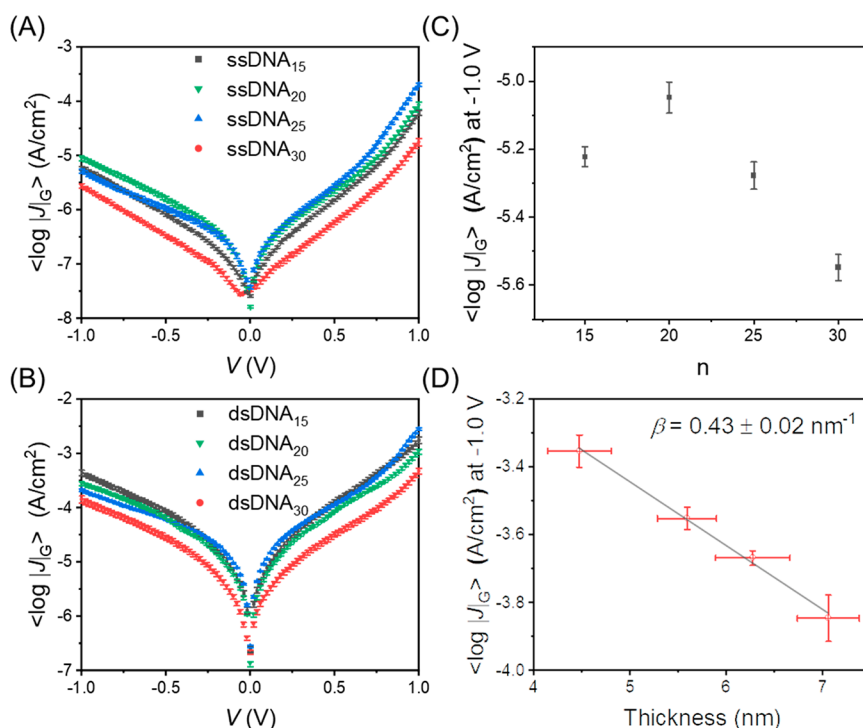 (A)
<log |J|G> (A/cm²)
-3
-4
-5
-6
-7
-8
ssDNA15
ssDNA20
ssDNA25
ssDNA30
-1.0 -0.5 0.0 0.5 1.0
V (V)
(B)
<log |J|G> (A/cm²)
-2
-3
-4
-5
-6
-7
dsDNA15
dsDNA20
dsDNA25
dsDNA30
-1.0 -0.5 0.0 0.5 1.0
V (V)
(C)
<log |J|G> (A/cm²) at -1.0 V
-5.0
-5.2
-5.4
-5.6
15 20 25 30
n
(D)
<log |J|G> (A/cm²) at -1.0 V
-3.2
-3.4
-3.6
-3.8
-4.0
β = 0.43 ± 0.02 nm⁻¹
4 5 6 7
Thickness (nm)